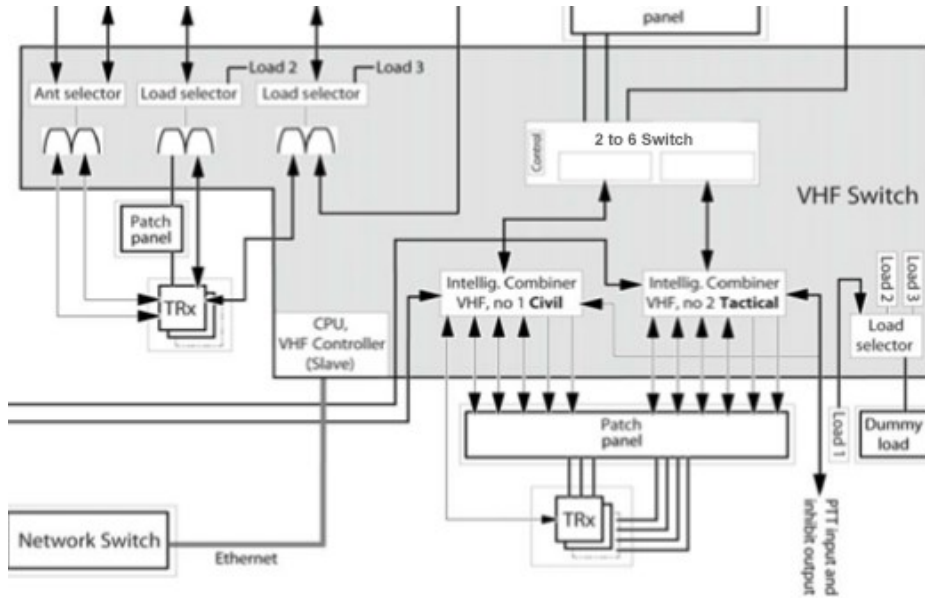 panel
Load 2
Load 3
Ant selector
Load selector
Load selector
Control
2 to 6 Switch
VHF Switch
Patch
panel
TRx
Intellig. Combiner
VHF, no 1 Civil
Intellig. Combiner
VHF, no 2 Tactical
Load 2
Load 3
Load
selector
CPU,
VHF Controller
(Slave)
Patch
panel
Load 1
Dummy
load
TRx
PTT input and
inhibit output
Network Switch
Ethernet